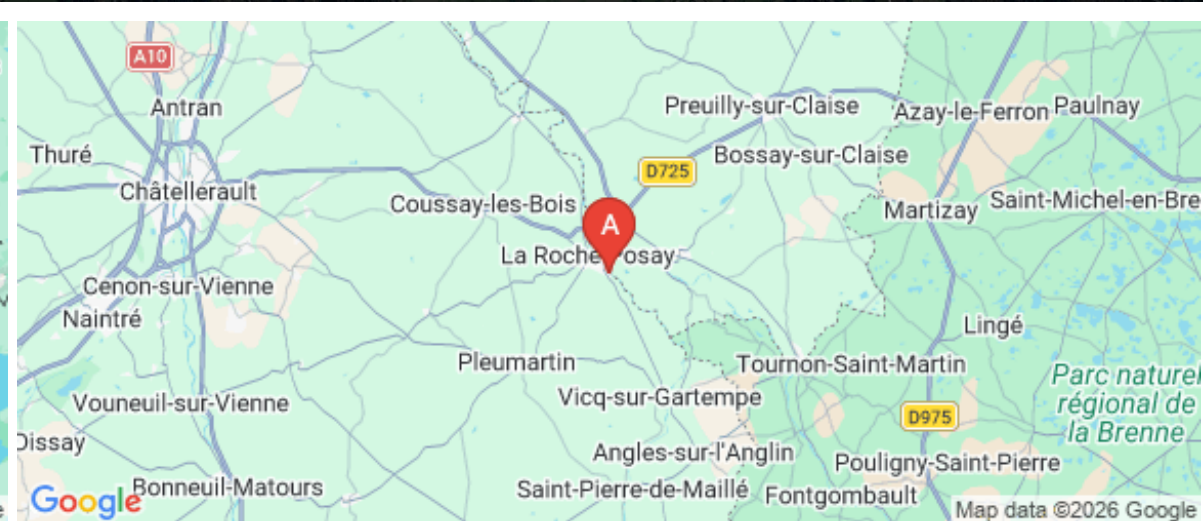 A10
Antran
Preuilly-sur-Claise
Azay-le-Ferron
Paulnay
Thuré
D725
Bossay-sur-Claise
Châtellerault
Coussay-les-Bois
Martizay
Saint-Michel-en-Bre
A
La Roche-Posay
Cenon-sur-Vienne
Naintré
Lingé
Pleumartin
Tournon-Saint-Martin
Parc naturel
régional de
la Brenne
Vouneuil-sur-Vienne
Vicq-sur-Gartempe
D975
Dissay
Angles-sur-l'Anglin
Pouligny-Saint-Pierre
Google
Bonneuil-Matours
Saint-Pierre-de-Maillé
Fontgombault
Map data ©2026 Google